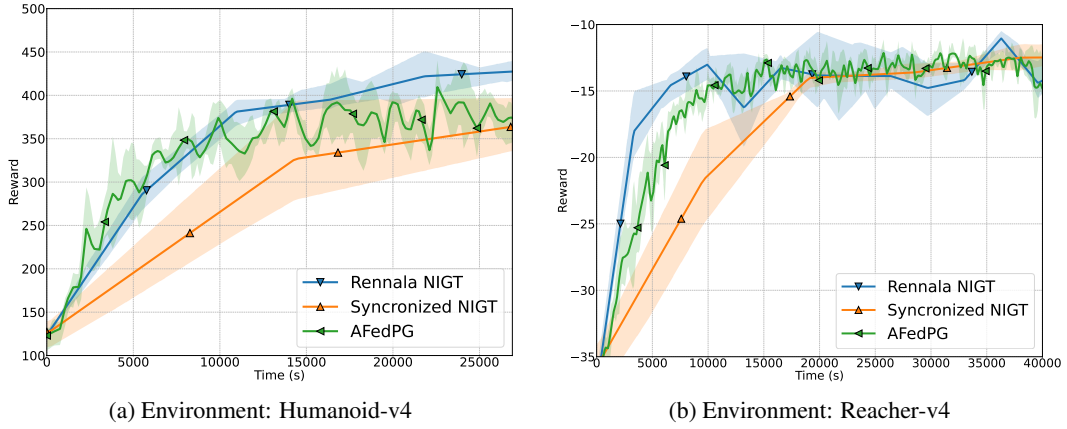 500
450
400
350
300
250
200
150
100
Reward
0
5000
10000
15000
20000
25000
Time (s)
Rennala NIGT
Syncronized NIGT
AFedPG
(a) Environment: Humanoid-v4
−10
−15
−20
−25
−30
−35
Reward
0
5000
10000
15000
20000
25000
30000
35000
40000
Time (s)
Rennala NIGT
Syncronized NIGT
AFedPG
(b) Environment: Reacher-v4